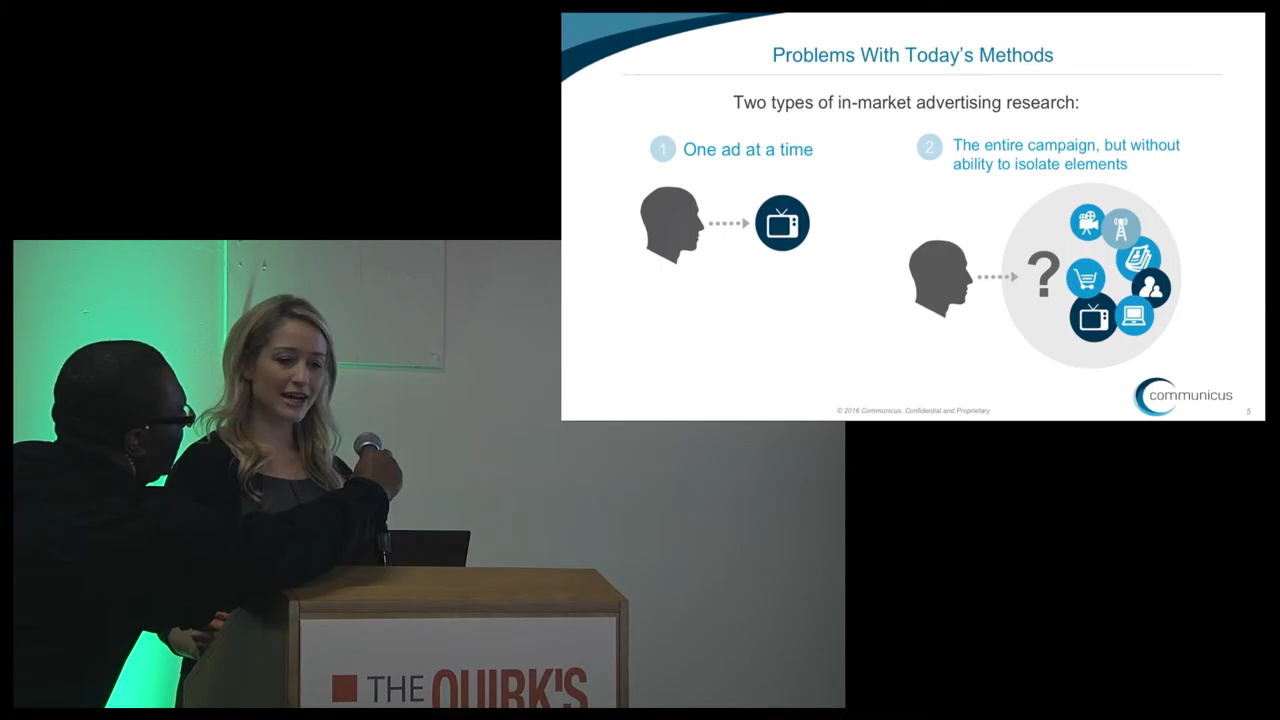 Problems With Today's Methods
Two types of in-market advertising research:
1 One ad at a time
2 The entire campaign, but without
ability to isolate elements
?
communicus
© 2016 Communicus. Confidential and Proprietary
5
THE QUIRK'S